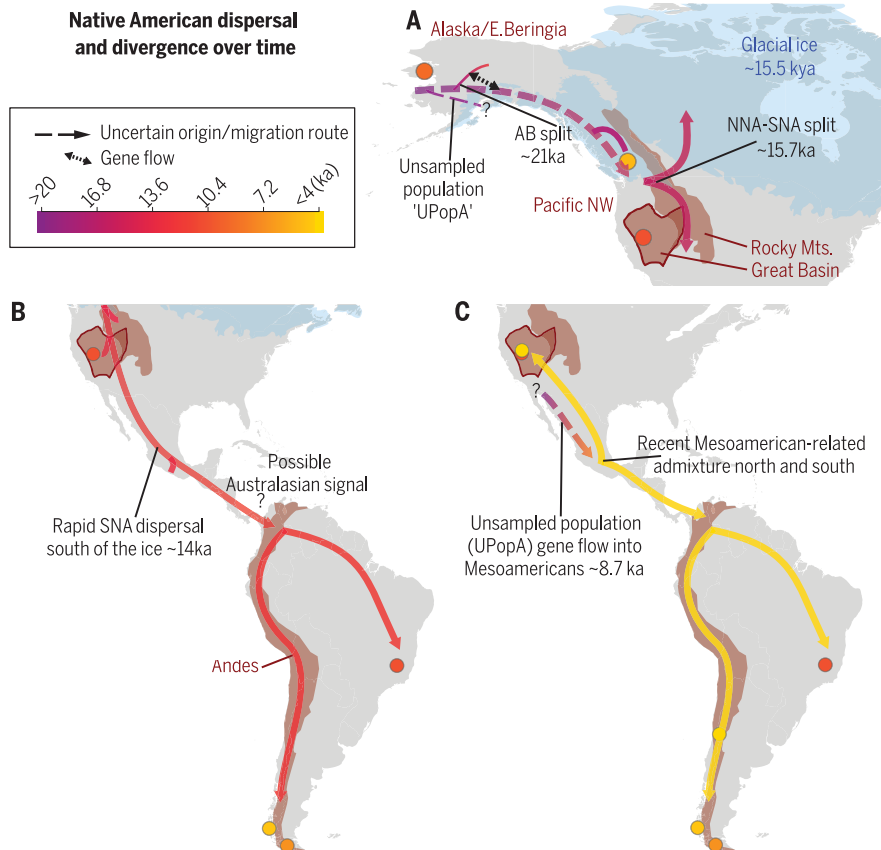 Native American dispersal
and divergence over time
Uncertain origin/migration route
Gene flow
>20
16.8
13.6
10.4
7.2
<4 (ka)
A
Alaska/E.Beringia
Glacial ice
~15.5 kya
?
AB split
~21ka
NNA-SNA split
~15.7ka
Unsampled
population
'UPopA'
Pacific NW
Rocky Mts.
Great Basin
B
Possible
Australasian signal
?
Rapid SNA dispersal
south of the ice ~14ka
Andes
C
?
Recent Mesoamerican-related
admixture north and south
Unsampled population
(UPopA) gene flow into
Mesoamericans ~8.7 ka